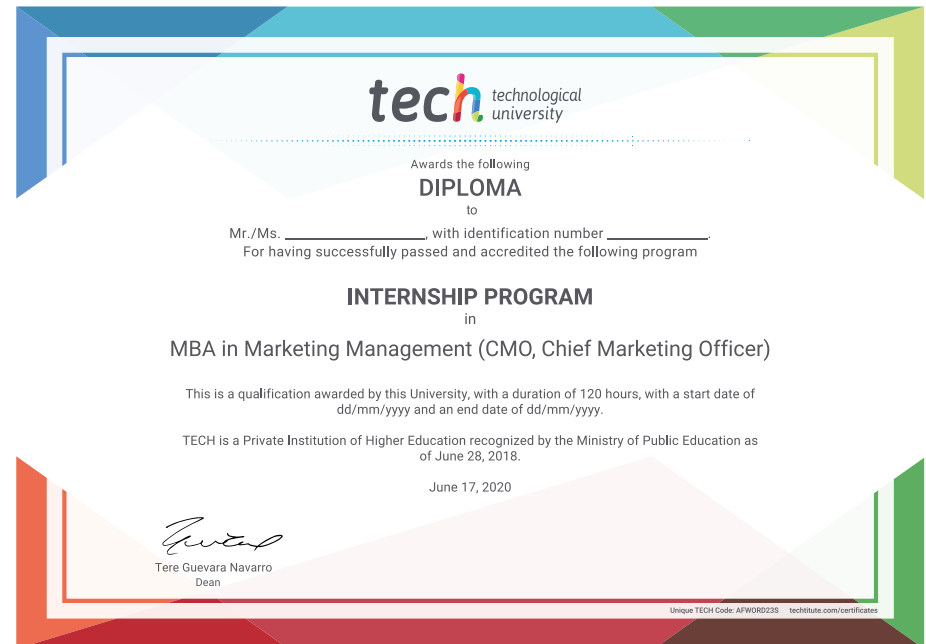 tech technological
university
Awards the following
DIPLOMA
to
Mr./Ms. ____________________, with identification number ______________.
For having successfully passed and accredited the following program
INTERNSHIP PROGRAM
in
MBA in Marketing Management (CMO, Chief Marketing Officer)
This is a qualification awarded by this University, with a duration of 120 hours, with a start date of
dd/mm/yyyy and an end date of dd/mm/yyyy.
TECH is a Private Institution of Higher Education recognized by the Ministry of Public Education as
of June 28, 2018.
June 17, 2020
Tere Guevara Navarro
Dean
Unique TECH Code: AFWORD23S techtitute.com/certificates